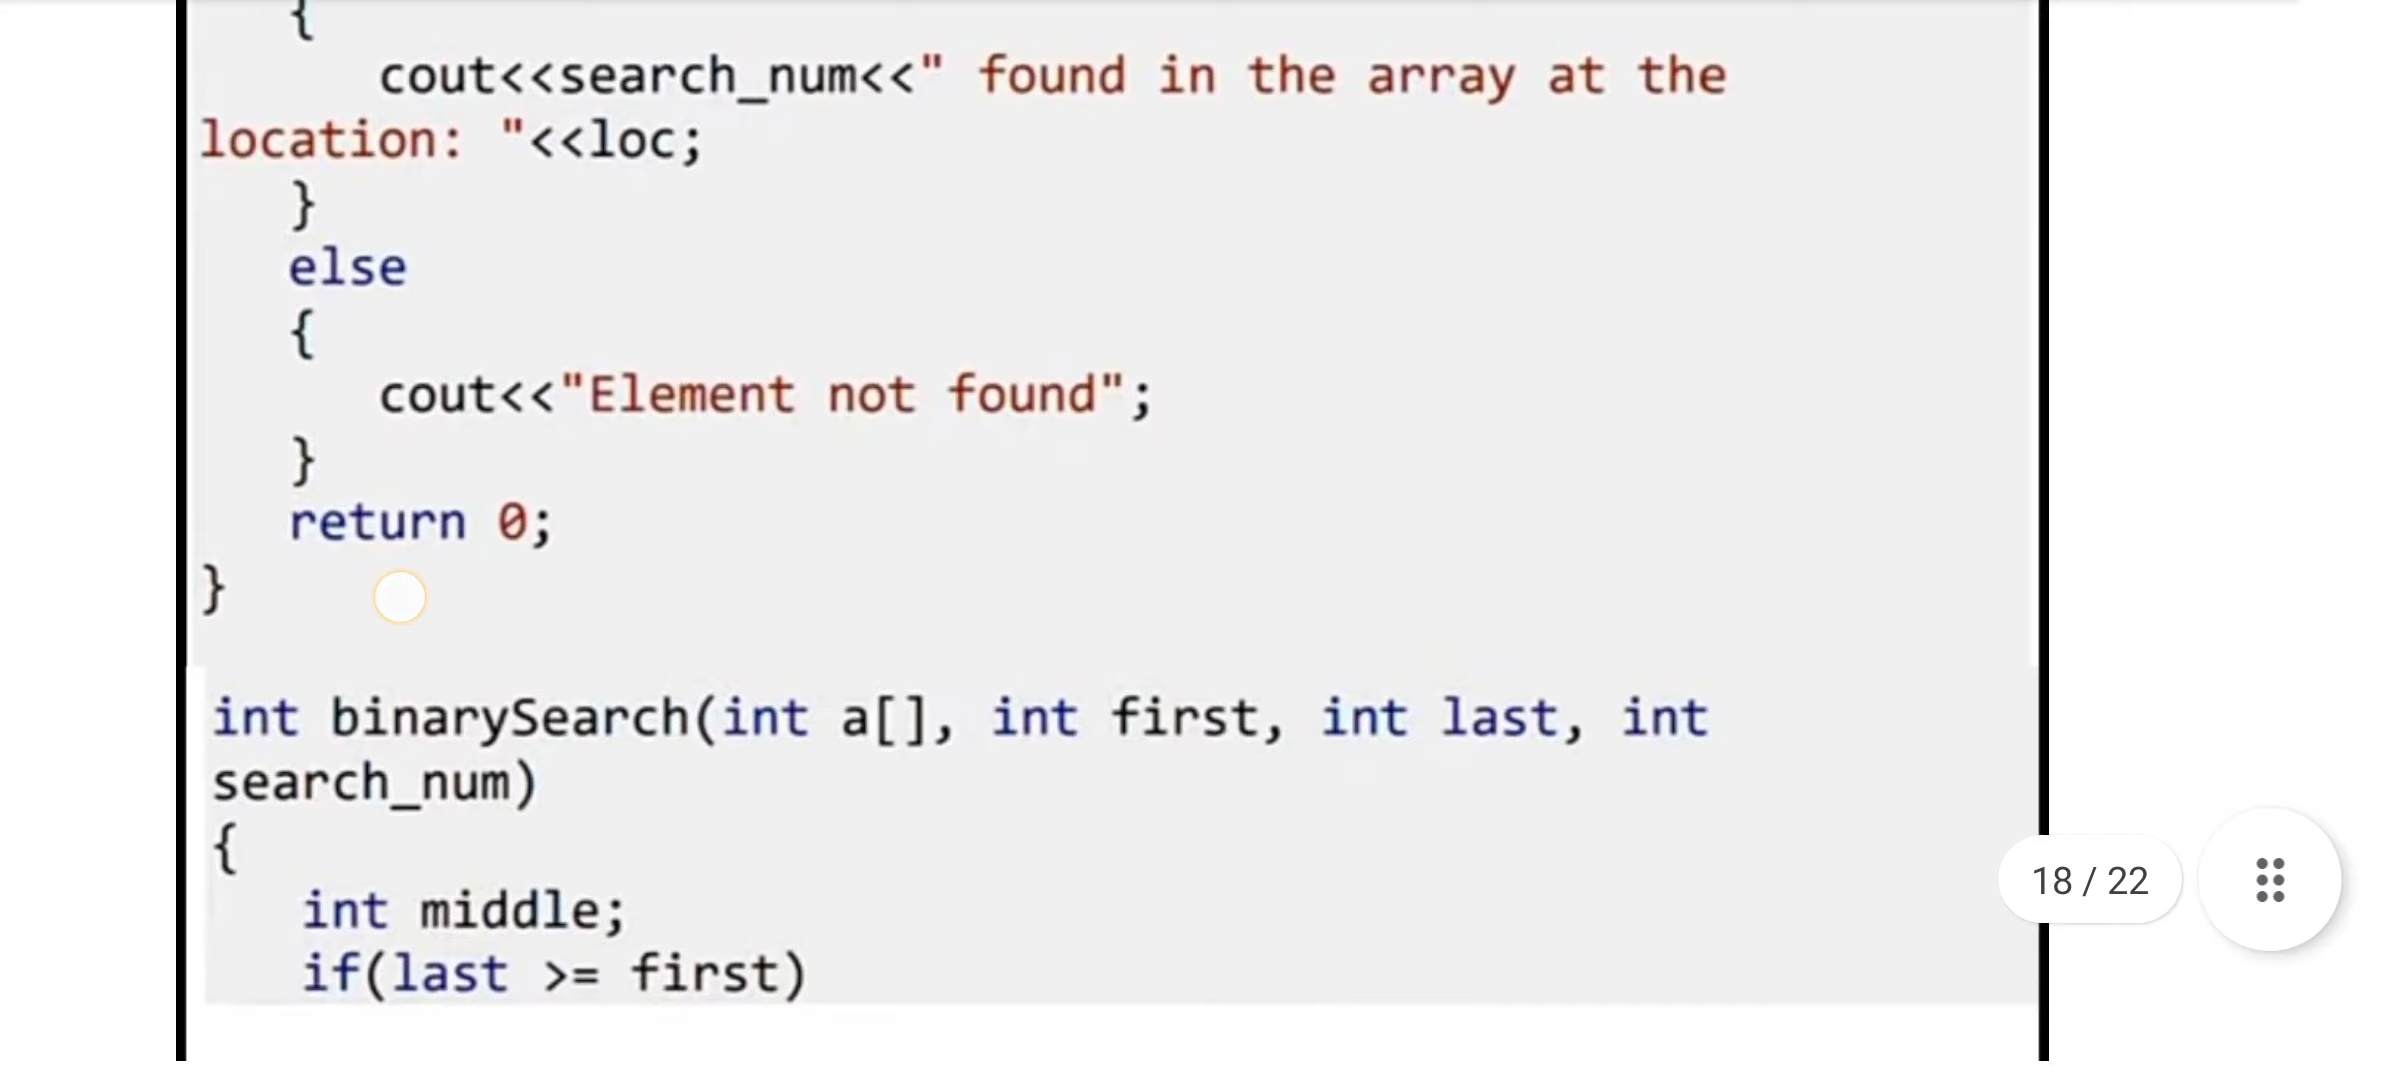 {
cout<<search_num<<" found in the array at the
location: "<<loc;
}
else
{
cout<<"Element not found";
}
return 0;
}
int binarySearch(int a[], int first, int last, int
search_num)
{
int middle;
if(last >= first)
18 / 22